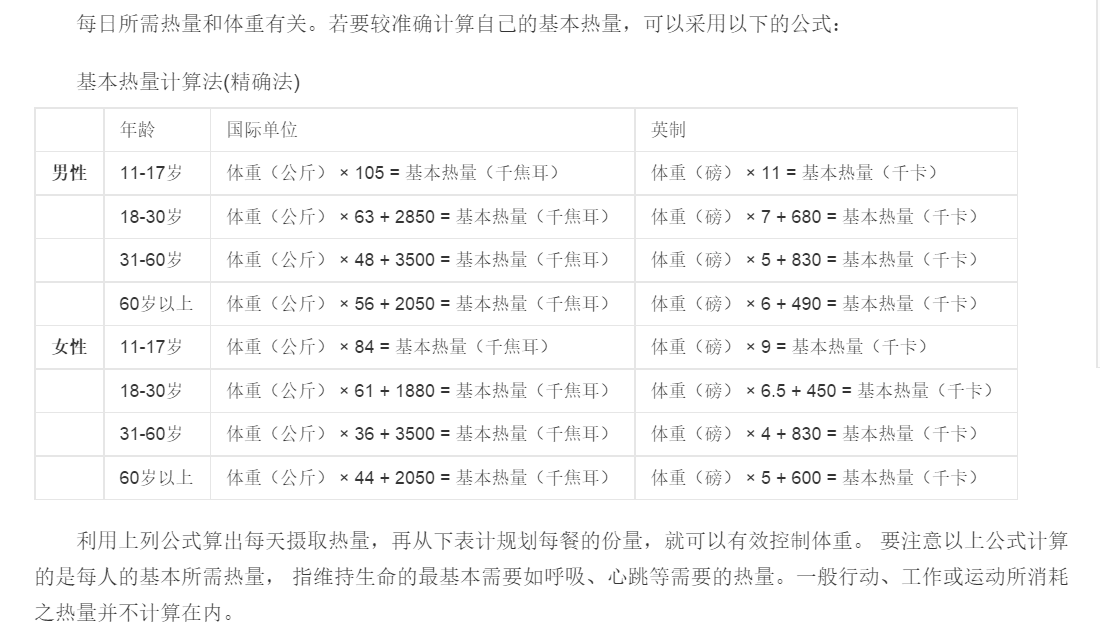 每日所需热量和体重有关。若要较准确计算自己的基本热量，可以采用以下的公式：
基本热量计算法(精确法)
年龄 国际单位 英制
男性 11-17岁 体重（公斤） × 105 = 基本热量（千焦耳） 体重（磅） × 11 = 基本热量（千卡）
18-30岁 体重（公斤） × 63 + 2850 = 基本热量（千焦耳） 体重（磅） × 7 + 680 = 基本热量（千卡）
31-60岁 体重（公斤） × 48 + 3500 = 基本热量（千焦耳） 体重（磅） × 5 + 830 = 基本热量（千卡）
60岁以上 体重（公斤） × 56 + 2050 = 基本热量（千焦耳） 体重（磅） × 6 + 490 = 基本热量（千卡）
女性 11-17岁 体重（公斤） × 84 = 基本热量（千焦耳） 体重（磅） × 9 = 基本热量（千卡）
18-30岁 体重（公斤） × 61 + 1880 = 基本热量（千焦耳） 体重（磅） × 6.5 + 450 = 基本热量（千卡）
31-60岁 体重（公斤） × 36 + 3500 = 基本热量（千焦耳） 体重（磅） × 4 + 830 = 基本热量（千卡）
60岁以上 体重（公斤） × 44 + 2050 = 基本热量（千焦耳） 体重（磅） × 5 + 600 = 基本热量（千卡）
利用上列公式算出每天摄取热量，再从下表计规划每餐的份量，就可以有效控制体重。 要注意以上公式计算
的是每人的基本所需热量， 指维持生命的最基本需要如呼吸、心跳等需要的热量。一般行动、工作或运动所消耗
之热量并不计算在内。